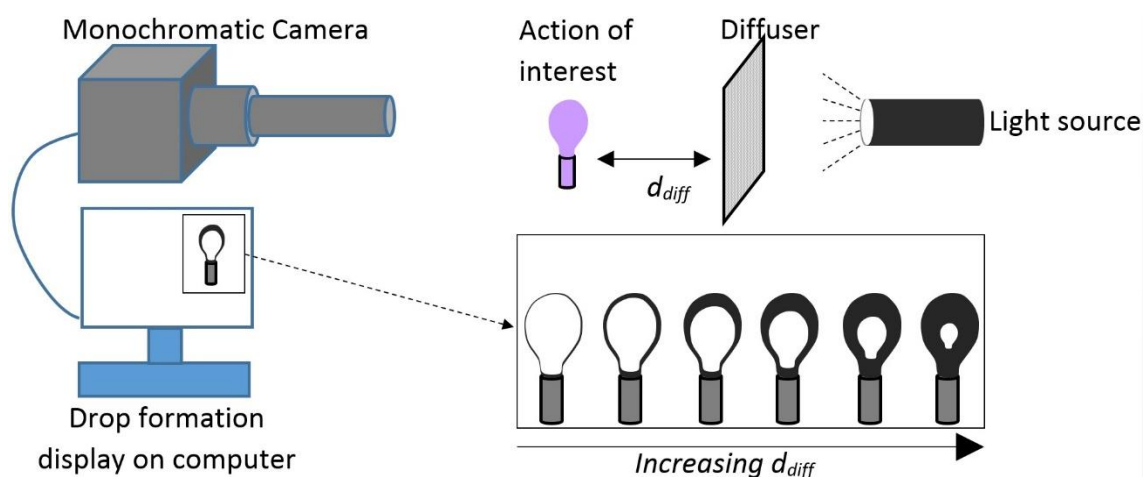 Monochromatic Camera
Action of
interest
Diffuser
Light source
d_diff
Drop formation
display on computer
Increasing d_diff